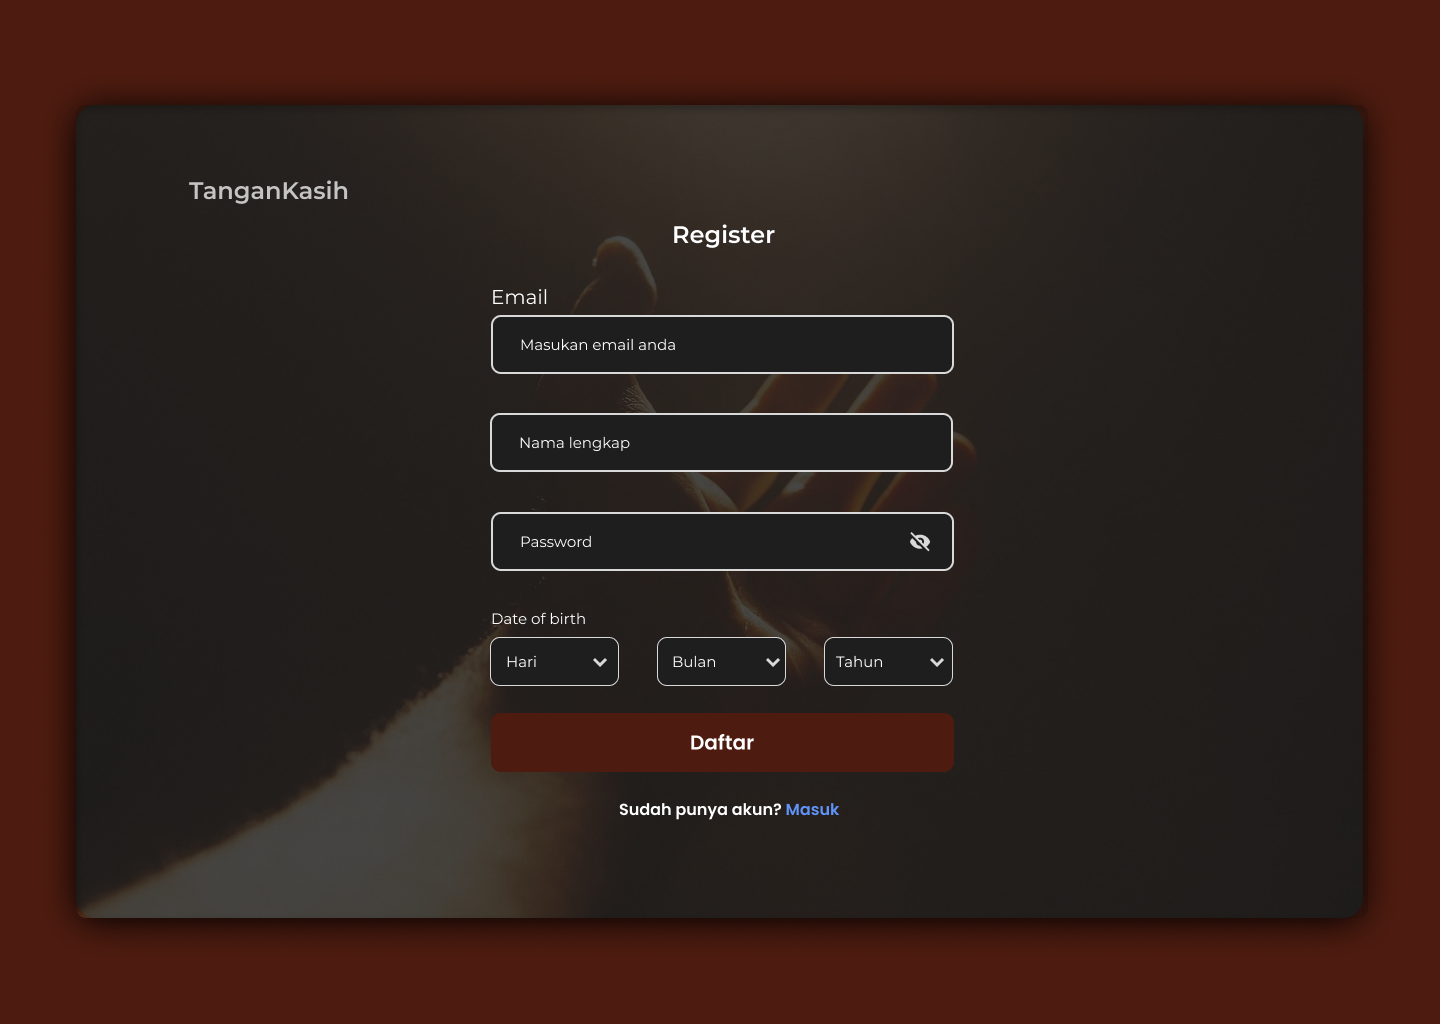 TanganKasih
Register
Email
Masukan email anda
Nama lengkap
Password
Date of birth
Hari
Bulan
Tahun
Daftar
Sudah punya akun? Masuk